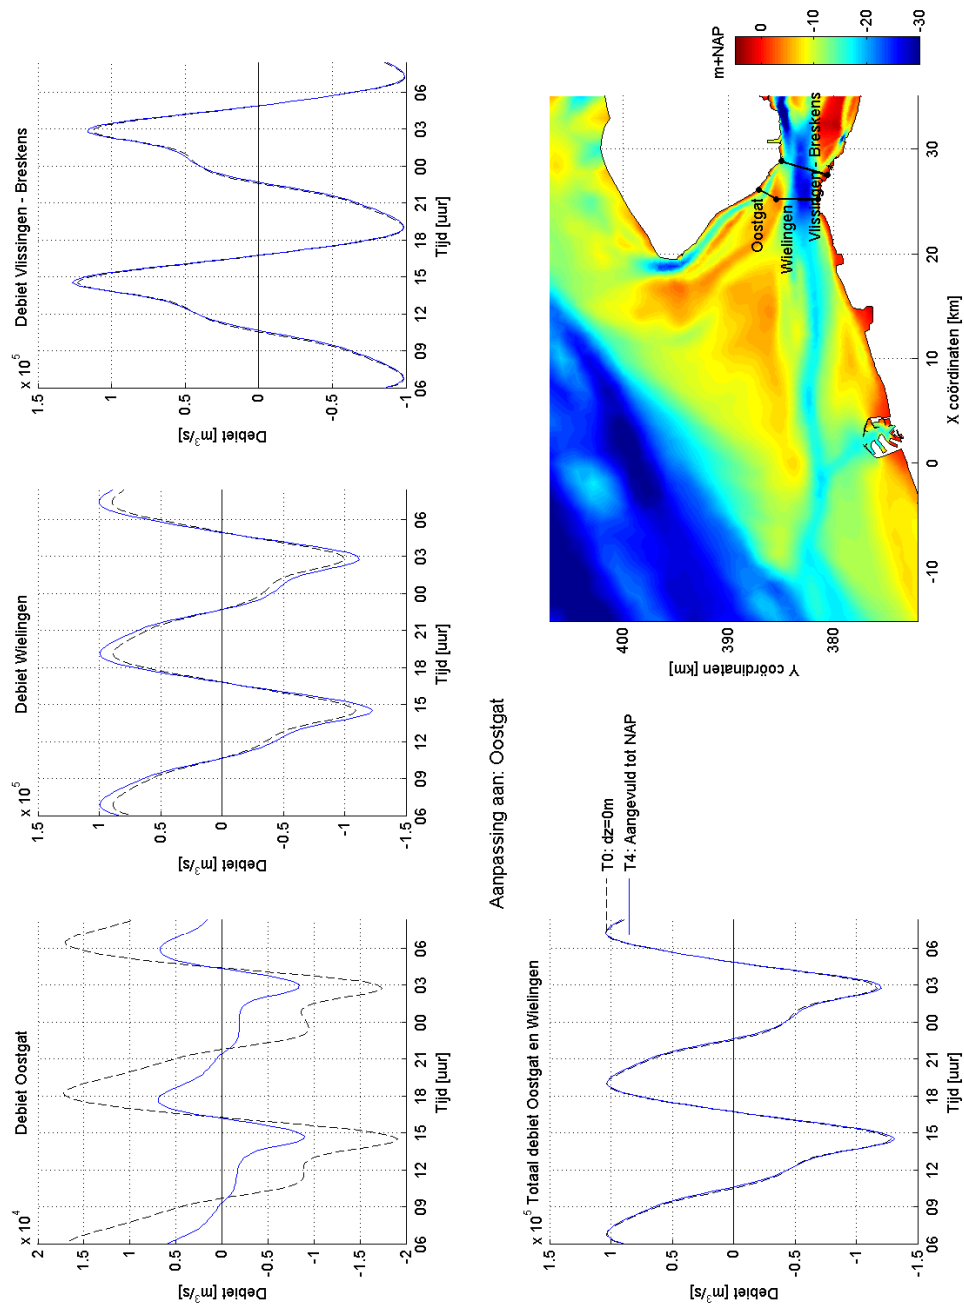 Debiet Oostgat
x 10^4
2
1.5
1
0.5
0
-0.5
-1
-1.5
-2
Debiet [m³/s]
06 09 12 15 18 21 00 03 06
Tijd [uur]
Debiet Wielingen
x 10^5
1.5
1
0.5
0
-0.5
-1
-1.5
Debiet [m³/s]
06 09 12 15 18 21 00 03 06
Tijd [uur]
Debiet Vlissingen - Breskens
x 10^5
1.5
1
0.5
0
-0.5
-1
Debiet [m³/s]
06 09 12 15 18 21 00 03 06
Tijd [uur]
Aanpassing aan: Oostgat
x 10^5 Totaal debiet Oostgat en Wielingen
1.5
1
0.5
0
-0.5
-1
-1.5
Debiet [m³/s]
06 09 12 15 18 21 00 03 06
Tijd [uur]
T0: dz=0m
T4: Aangevuld tot NAP
400
390
380
Y coördinaten [km]
-10 0 10 20 30
X coördinaten [km]
Oostgat
Wielingen
Vlissingen - Breskens
m+NAP
0
-10
-20
-30